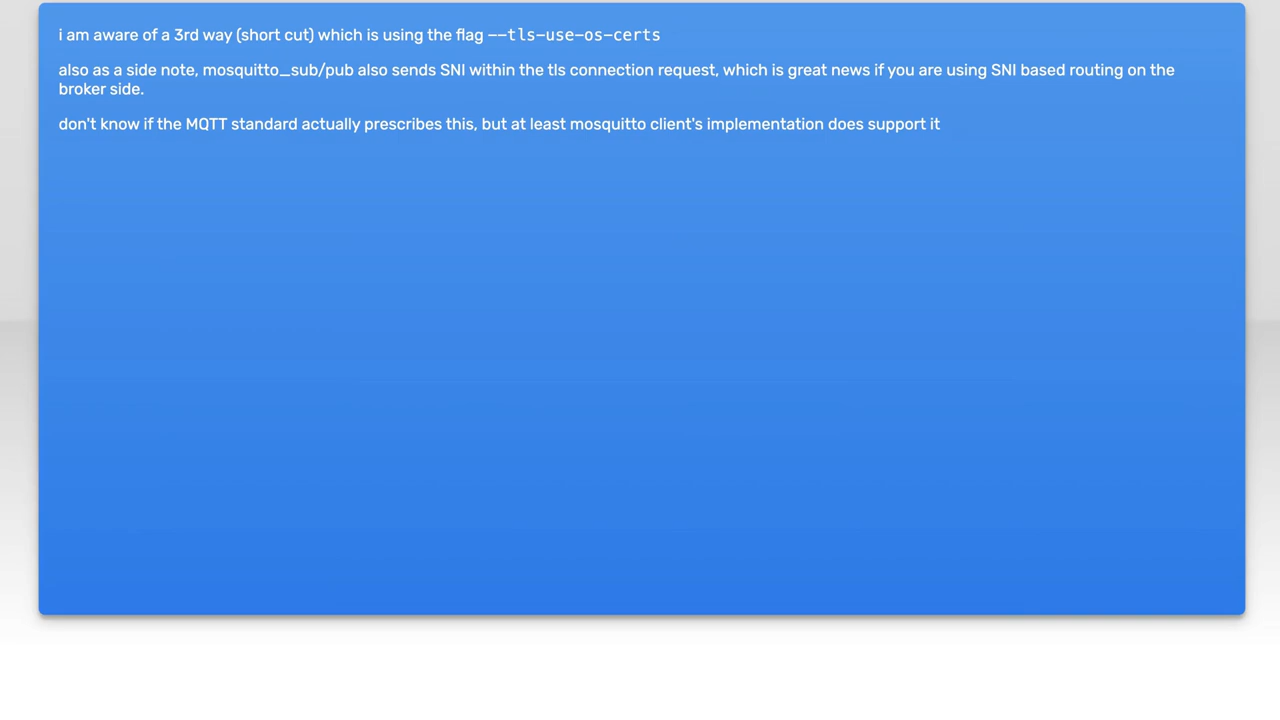 i am aware of a 3rd way (short cut) which is using the flag --tls-use-os-certs
also as a side note, mosquitto_sub/pub also sends SNI within the tls connection request, which is great news if you are using SNI based routing on the
broker side.
don't know if the MQTT standard actually prescribes this, but at least mosquitto client's implementation does support it